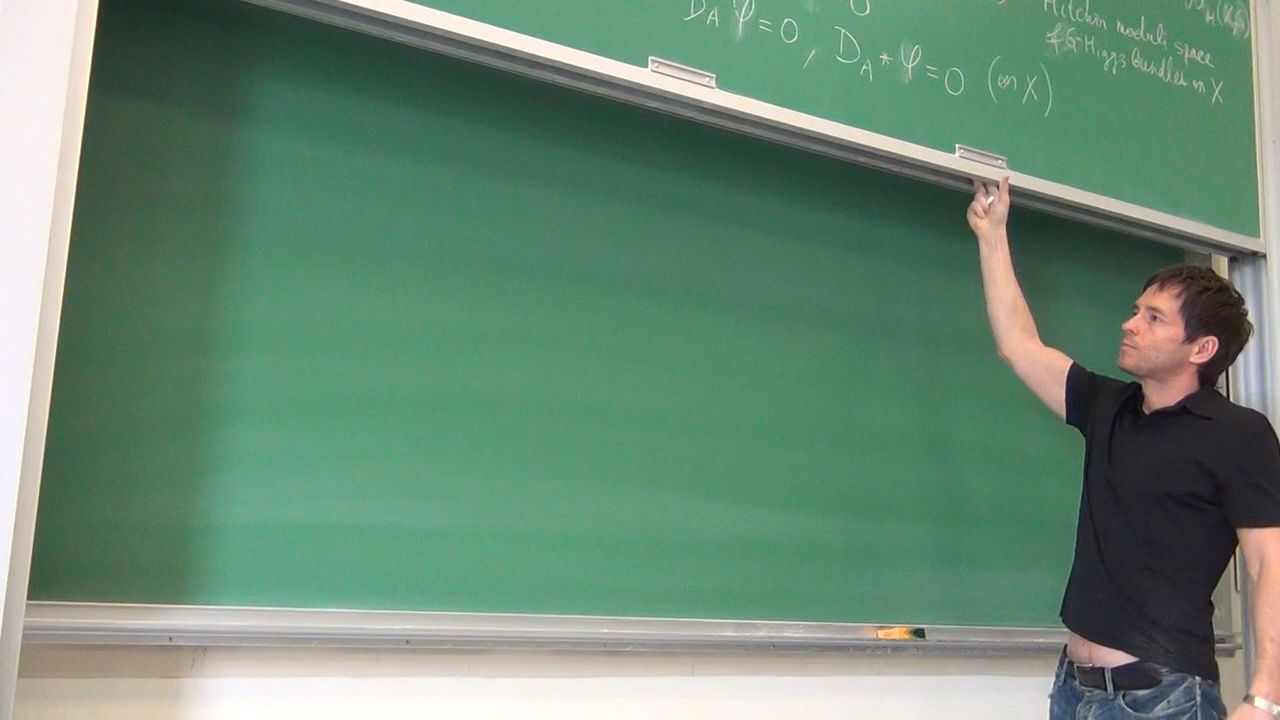 D_A φ = 0 , D_A * φ = 0 (on X)
Hitchin moduli space
of G-Higgs bundles on X